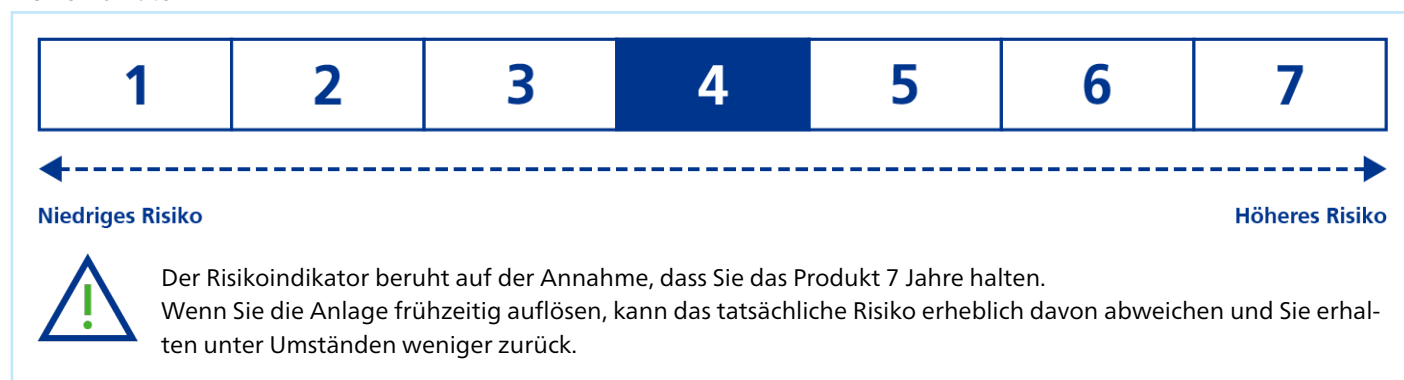 1 2 3 4 5 6 7
Niedriges Risiko Höheres Risiko
Der Risikoindikator beruht auf der Annahme, dass Sie das Produkt 7 Jahre halten.
Wenn Sie die Anlage frühzeitig auflösen, kann das tatsächliche Risiko erheblich davon abweichen und Sie erhal-
ten unter Umständen weniger zurück.